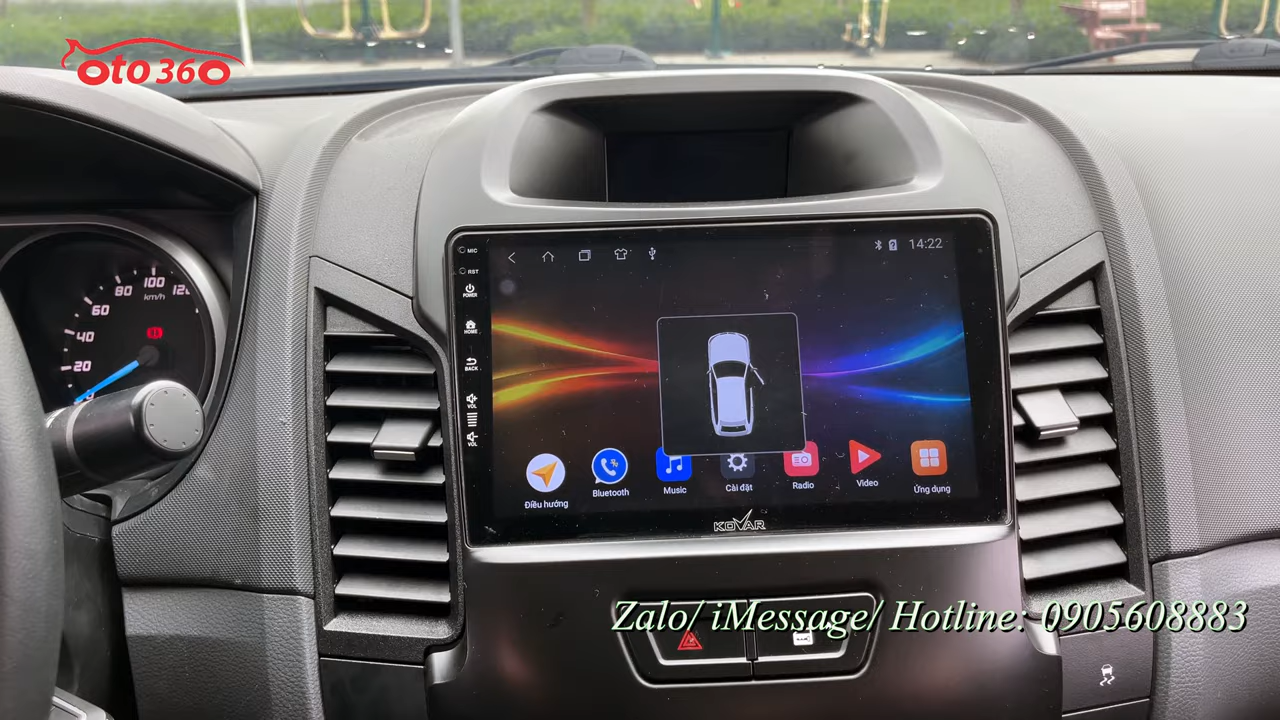 oto360
MIC
RST
POWER
HOME
BACK
VOL
VOL
14:22
Điều hướng
Bluetooth
Music
Cài đặt
Radio
Video
Ứng dụng
KOVAR
20
40
60
80
100
km/h
Zalo/ iMessage/ Hotline: 0905608883